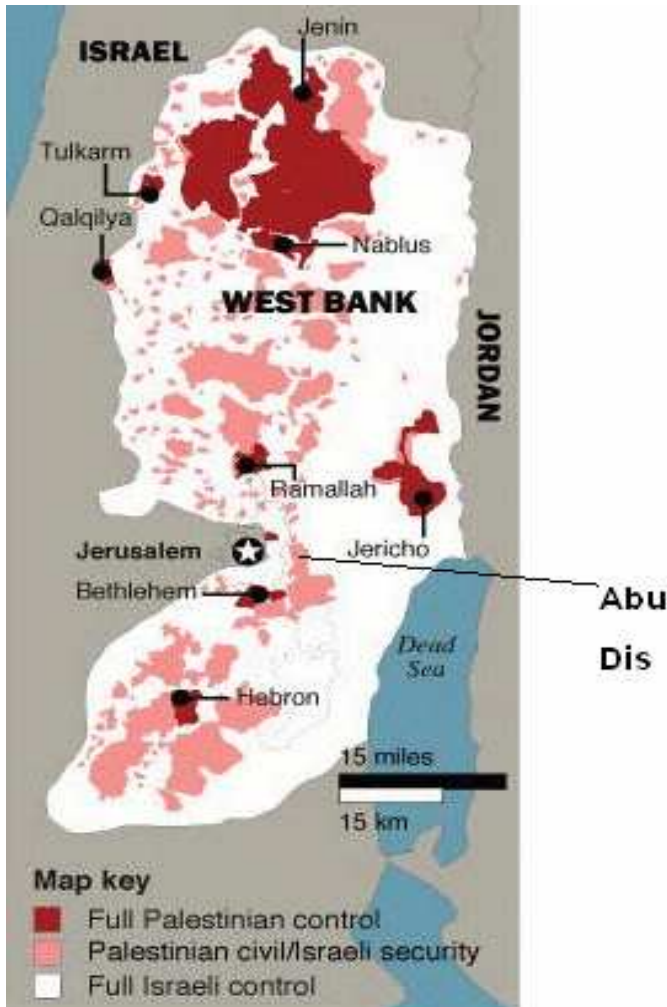 ISRAEL
Jenin
Tulkarm
Qalqilya
Nablus
WEST BANK
JORDAN
Ramallah
Jericho
Jerusalem
Bethlehem
Abu
Dis
Dead
Sea
Hebron
15 miles
15 km
Map key
Full Palestinian control
Palestinian civil/Israeli security
Full Israeli control